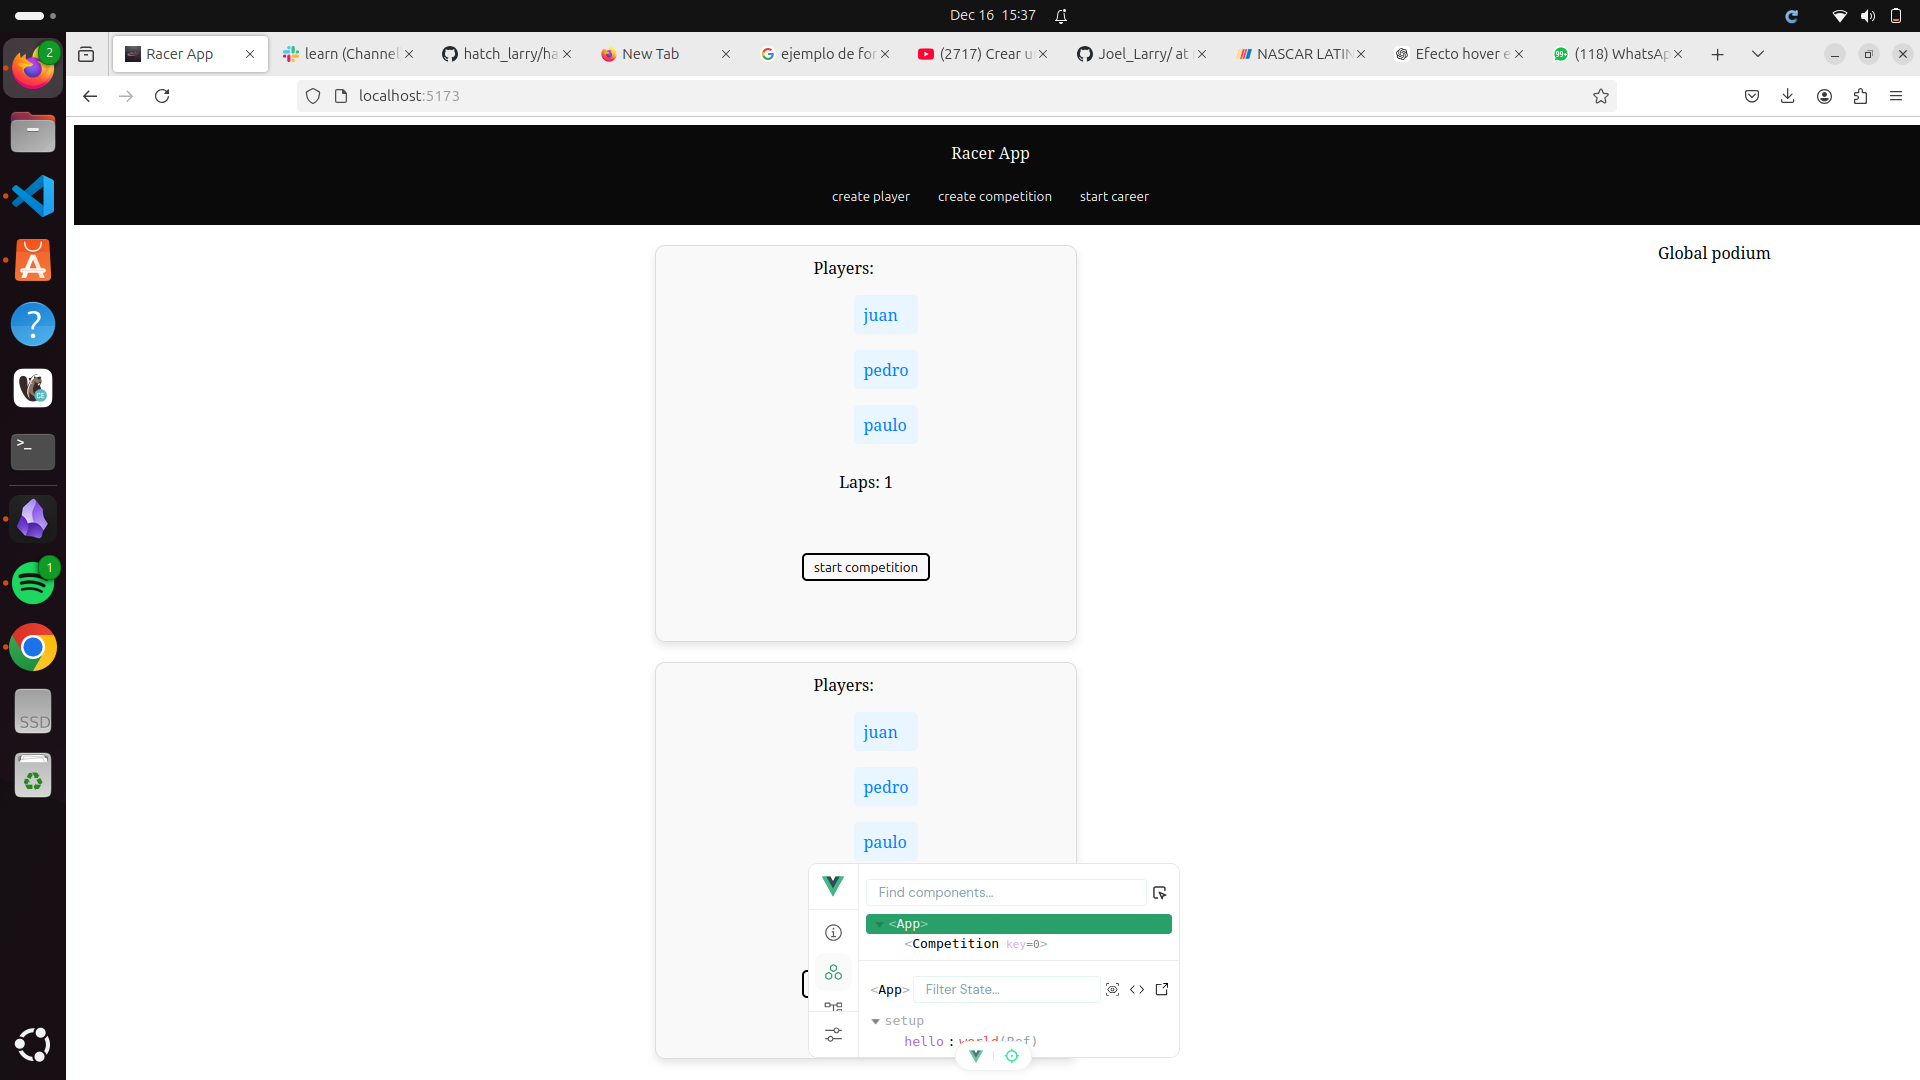 Dec 16 15:37
2
Racer App
learn (Channel
hatch_larry/ha
New Tab
ejemplo de for
(2717) Crear u
Joel_Larry/ at
NASCAR LATIN
Efecto hover e
99+
(118) WhatsAp
localhost:5173
Racer App
create player
create competition
start career
Global podium
Players:
juan
pedro
paulo
Laps: 1
start competition
Players:
juan
pedro
paulo
Find components...
<App>
<Competition key=0>
<App>
Filter State...
setup
hello : world(Ref)
>_
CE
1
SSD